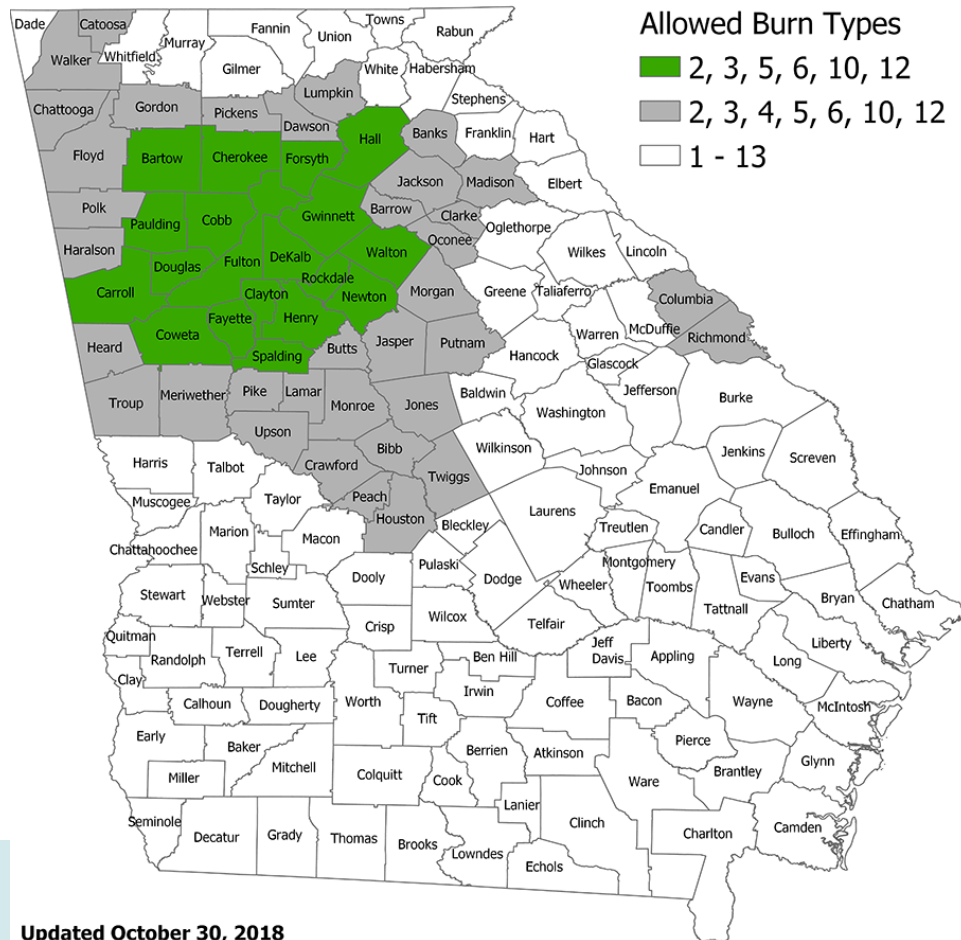 Allowed Burn Types
2, 3, 5, 6, 10, 12
2, 3, 4, 5, 6, 10, 12
1 - 13
Dade
Catoosa
Fannin
Towns
Union
Rabun
Murray
Whitfield
Walker
Gilmer
White
Habersham
Lumpkin
Stephens
Chattooga
Gordon
Pickens
Dawson
Hall
Banks
Franklin
Hart
Floyd
Bartow
Cherokee
Forsyth
Jackson
Madison
Elbert
Polk
Paulding
Cobb
Gwinnett
Barrow
Clarke
Oconee
Oglethorpe
Wilkes
Lincoln
Haralson
Douglas
Fulton
DeKalb
Walton
Rockdale
Carroll
Clayton
Newton
Morgan
Greene
Taliaferro
Columbia
Fayette
Henry
McDuffie
Warren
Richmond
Coweta
Heard
Spalding
Butts
Jasper
Putnam
Hancock
Glascock
Troup
Meriwether
Pike
Lamar
Monroe
Jones
Baldwin
Washington
Jefferson
Burke
Upson
Bibb
Wilkinson
Jenkins
Screven
Harris
Talbot
Crawford
Twiggs
Johnson
Emanuel
Muscogee
Taylor
Peach
Houston
Laurens
Bleckley
Treutlen
Candler
Bulloch
Effingham
Chattahoochee
Marion
Macon
Schley
Pulaski
Dooly
Dodge
Montgomery
Wheeler
Toombs
Evans
Tattnall
Bryan
Chatham
Stewart
Webster
Sumter
Crisp
Wilcox
Telfair
Quitman
Randolph
Terrell
Lee
Turner
Ben Hill
Jeff
Davis
Appling
Long
Liberty
Clay
Calhoun
Dougherty
Worth
Tift
Irwin
Coffee
Bacon
Wayne
McIntosh
Early
Baker
Mitchell
Berrien
Atkinson
Pierce
Miller
Colquitt
Cook
Ware
Brantley
Glynn
Seminole
Decatur
Grady
Thomas
Brooks
Lanier
Lowndes
Clinch
Echols
Charlton
Camden
Updated October 30, 2018